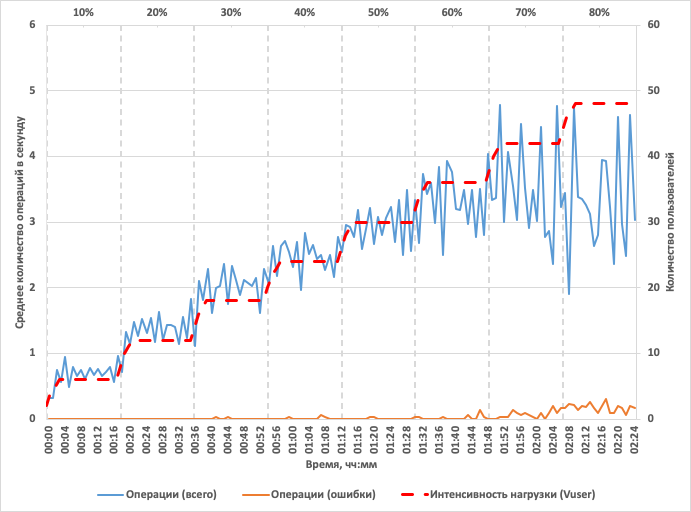 10% 20% 30% 40% 50% 60% 70% 80%
Среднее количество операций в секунду
6
5
4
3
2
1
0
60
50
40
30
20
10
0
Количество пользователей
00:00 00:04 00:08 00:12 00:16 00:20 00:24 00:28 00:32 00:36 00:40 00:44 00:48 00:52 00:56 01:00 01:04 01:08 01:12 01:16 01:20 01:24 01:28 01:32 01:36 01:40 01:44 01:48 01:52 01:56 02:00 02:04 02:08 02:12 02:16 02:20 02:24
Время, чч:мм
Операции (всего) Операции (ошибки) Интенсивность нагрузки (Vuser)